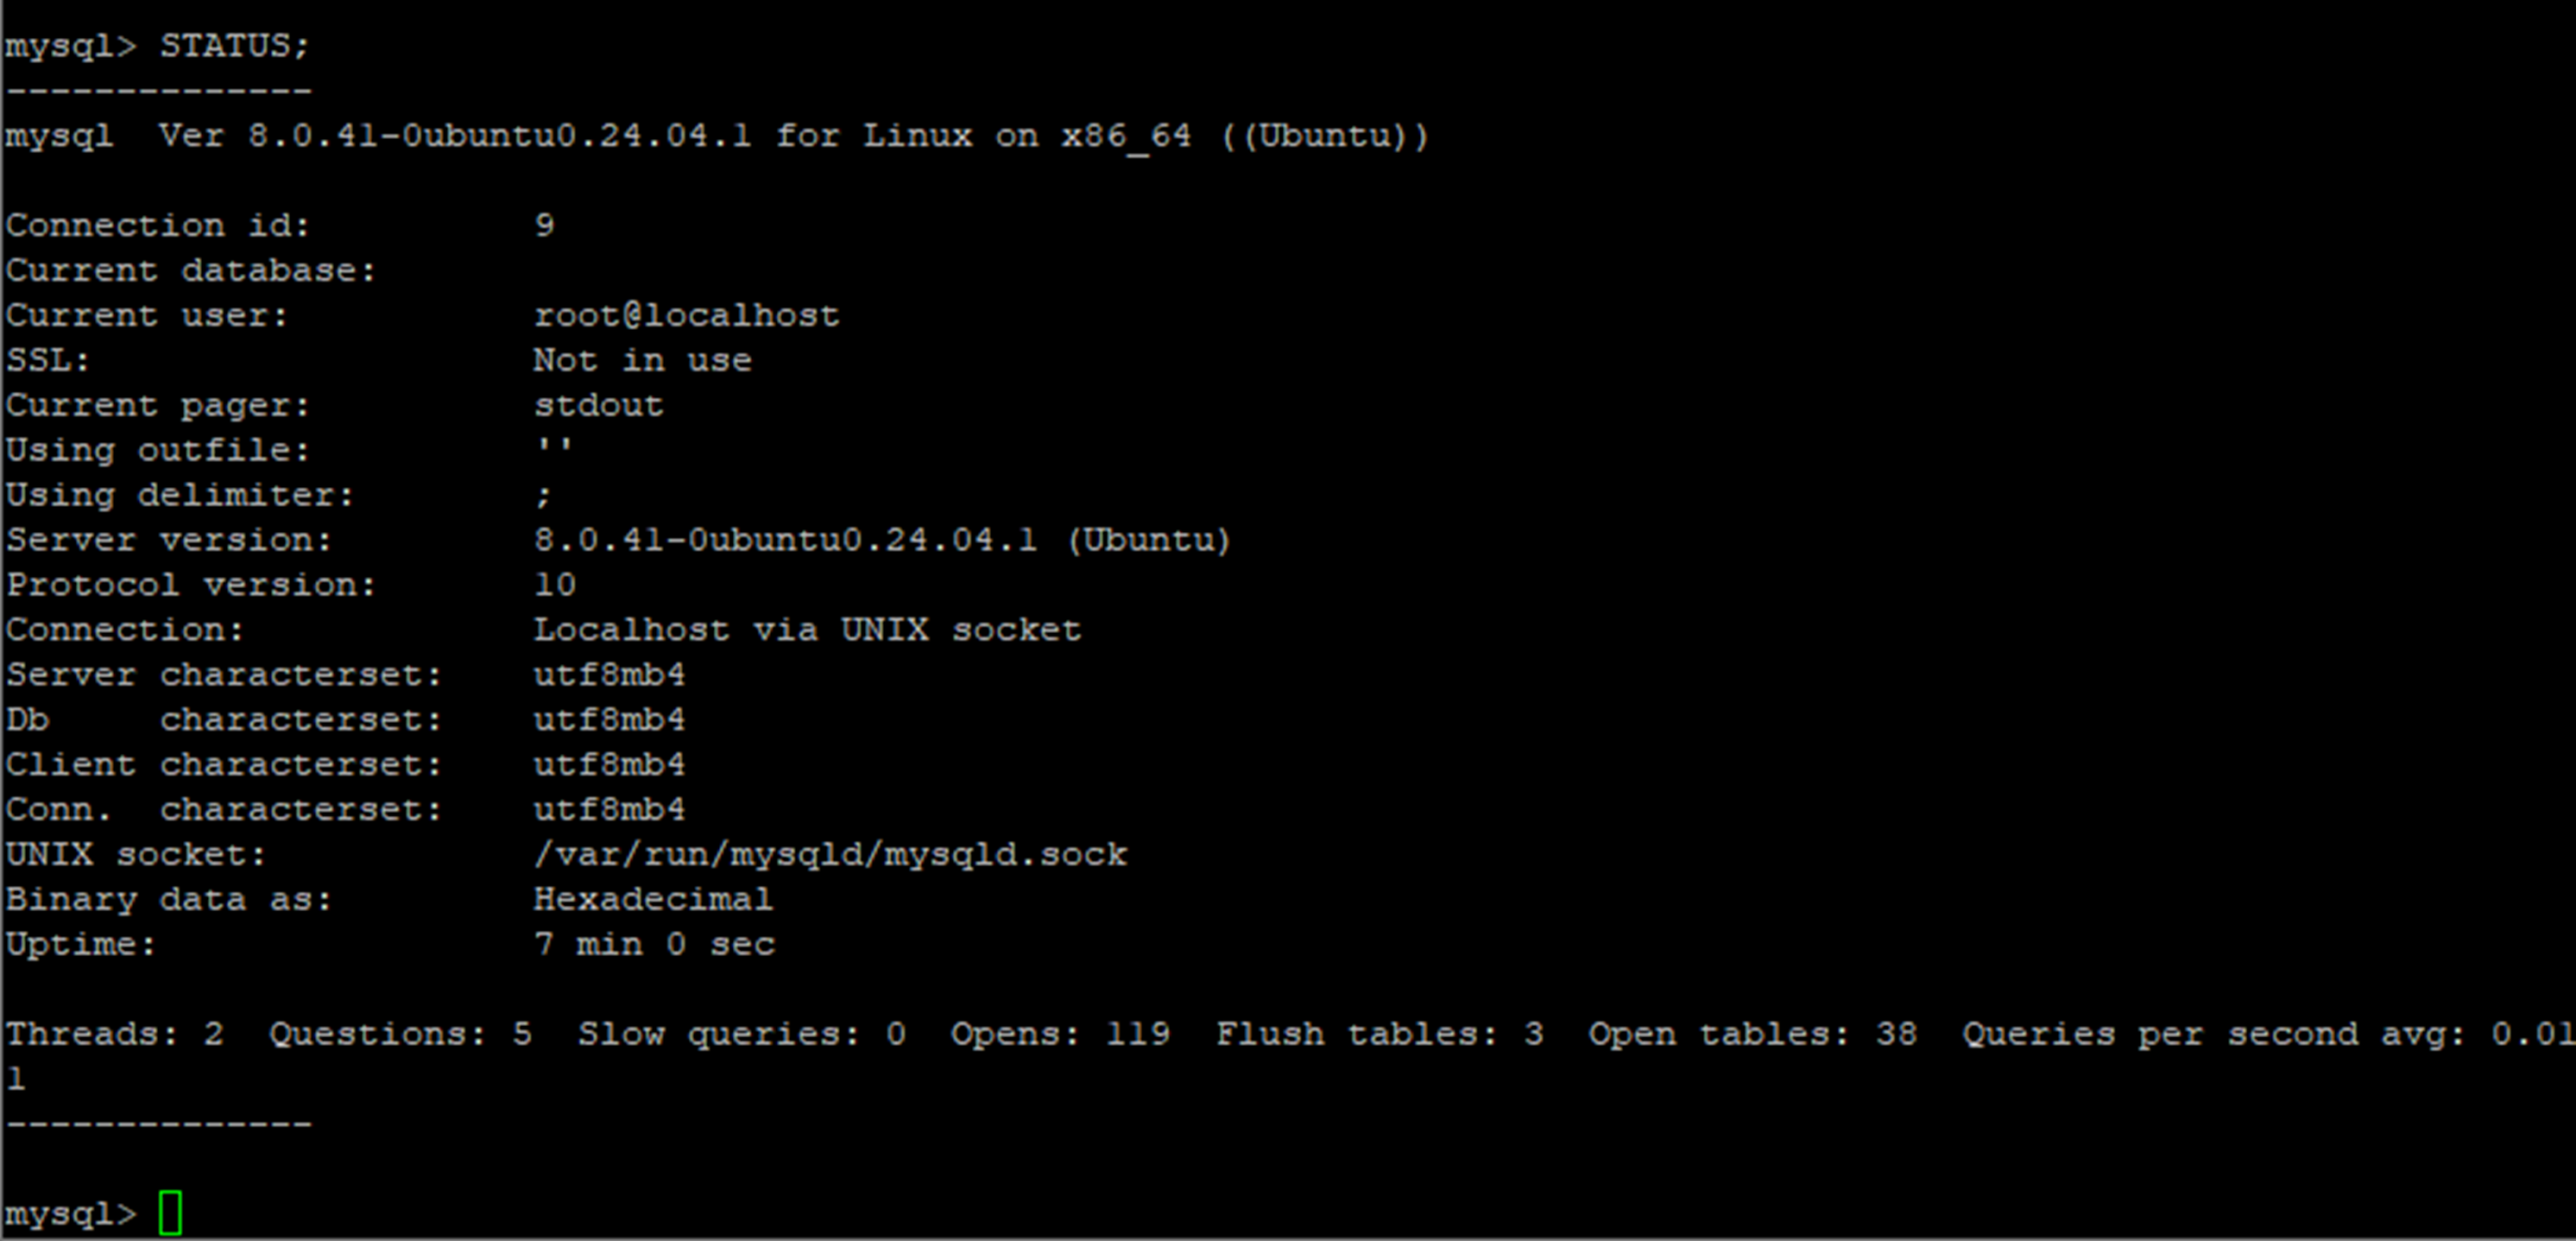 mysql> STATUS;
--------------
mysql  Ver 8.0.41-0ubuntu0.24.04.1 for Linux on x86_64 ((Ubuntu))
Connection id:          9
Current database:
Current user:           root@localhost
SSL:                    Not in use
Current pager:          stdout
Using outfile:          ''
Using delimiter:        ;
Server version:         8.0.41-0ubuntu0.24.04.1 (Ubuntu)
Protocol version:       10
Connection:             Localhost via UNIX socket
Server characterset:    utf8mb4
Db     characterset:    utf8mb4
Client characterset:    utf8mb4
Conn.  characterset:    utf8mb4
UNIX socket:            /var/run/mysqld/mysqld.sock
Binary data as:         Hexadecimal
Uptime:                 7 min 0 sec
Threads: 2  Questions: 5  Slow queries: 0  Opens: 119  Flush tables: 3  Open tables: 38  Queries per second avg: 0.01
1
--------------
mysql>